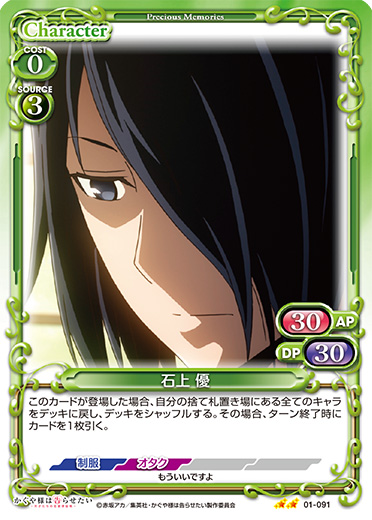 Precious Memories
Character
COST
0
SOURCE
3
30 AP
DP 30
石上 優
このカードが登場した場合、自分の捨て札置き場にある全てのキャラ
をデッキに戻し、デッキをシャッフルする。その場合、ターン終了時に
カードを1枚引く。
制服 オタク
もういいですよ
かぐや様は告らせたい
©赤坂アカ／集英社・かぐや様は告らせたい製作委員会
01-091